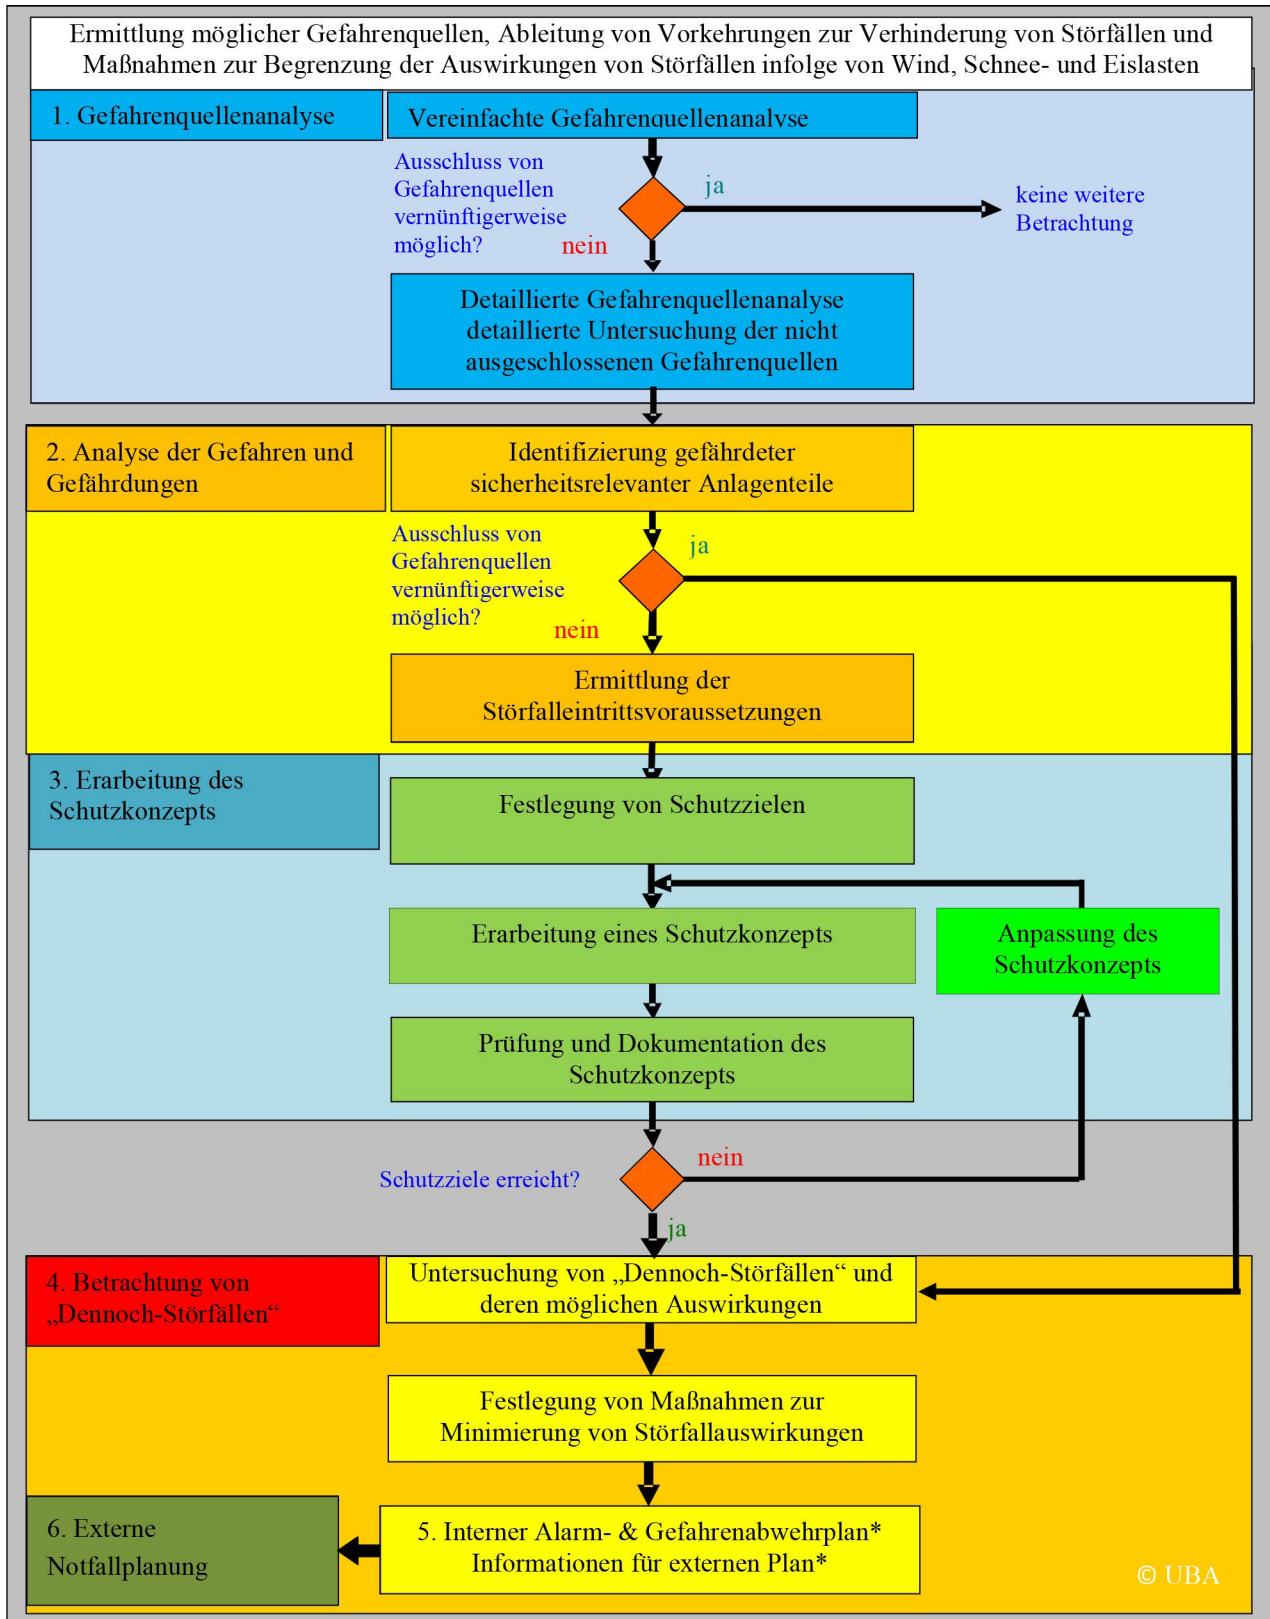 Ermittlung möglicher Gefahrenquellen, Ableitung von Vorkehrungen zur Verhinderung von Störfällen und
Maßnahmen zur Begrenzung der Auswirkungen von Störfällen infolge von Wind, Schnee- und Eislasten
1. Gefahrenquellenanalyse
Vereinfachte Gefahrenquellenanalyse
Ausschluss von
Gefahrenquellen
vernünftigerweise
möglich?
ja
nein
keine weitere
Betrachtung
Detaillierte Gefahrenquellenanalyse
detaillierte Untersuchung der nicht
ausgeschlossenen Gefahrenquellen
2. Analyse der Gefahren und
Gefährdungen
Identifizierung gefährdeter
sicherheitsrelevanter Anlagenteile
Ausschluss von
Gefahrenquellen
vernünftigerweise
möglich?
ja
nein
Ermittlung der
Störfalleintrittsvoraussetzungen
3. Erarbeitung des
Schutzkonzepts
Festlegung von Schutzzielen
Erarbeitung eines Schutzkonzepts
Anpassung des
Schutzkonzepts
Prüfung und Dokumentation des
Schutzkonzepts
Schutzziele erreicht?
nein
ja
4. Betrachtung von
„Dennoch-Störfällen“
Untersuchung von „Dennoch-Störfällen“ und
deren möglichen Auswirkungen
Festlegung von Maßnahmen zur
Minimierung von Störfallauswirkungen
6. Externe
Notfallplanung
5. Interner Alarm- & Gefahrenabwehrplan*
Informationen für externen Plan*
© UBA